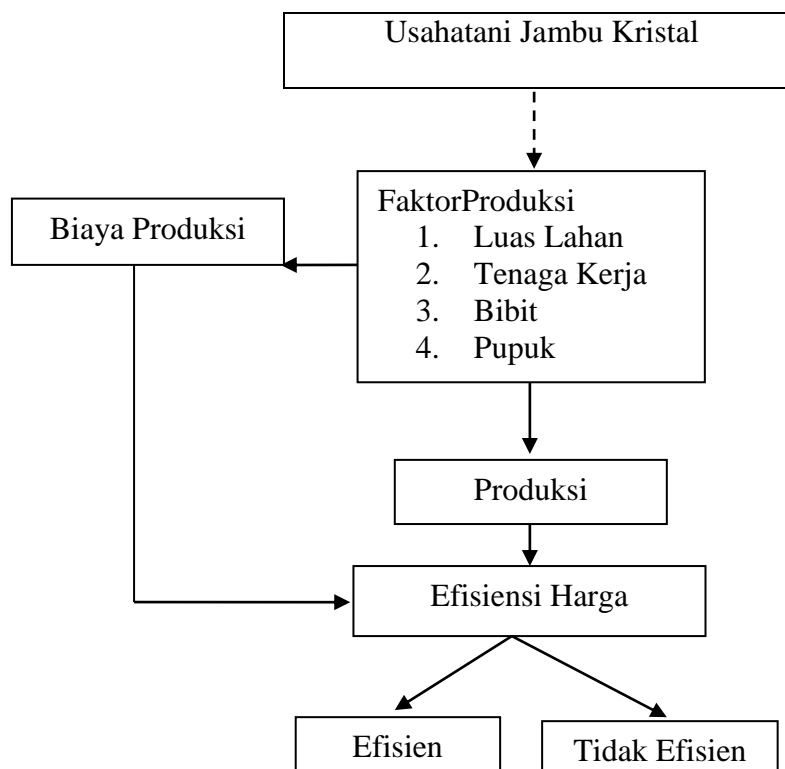 Usahatani Jambu Kristal
Biaya Produksi
FaktorProduksi
1. Luas Lahan
2. Tenaga Kerja
3. Bibit
4. Pupuk
Produksi
Efisiensi Harga
Efisien
Tidak Efisien